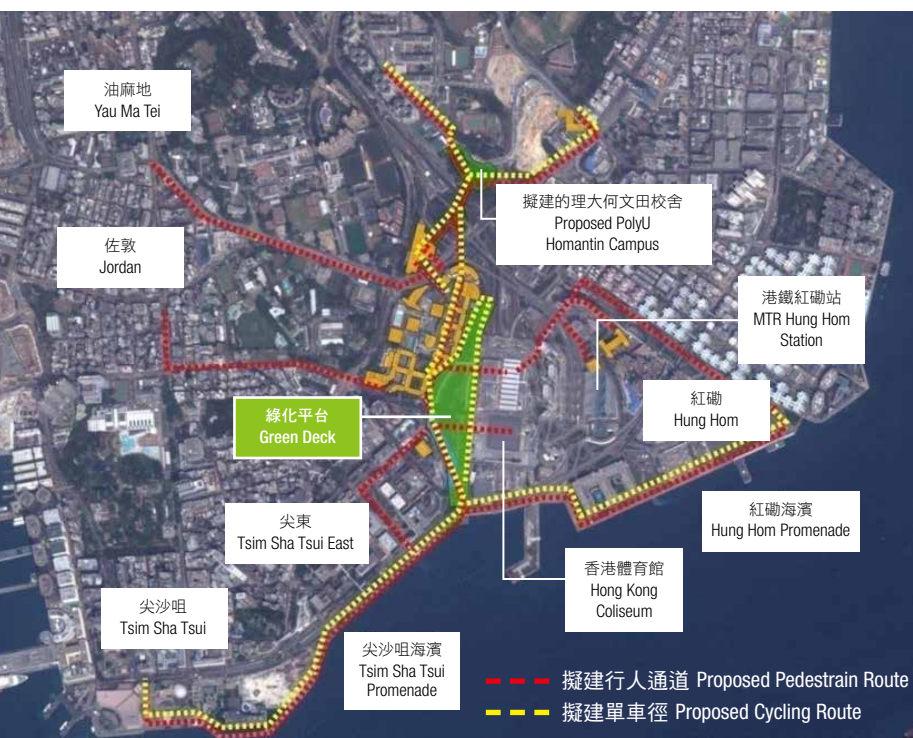 油麻地
Yau Ma Tei
擬建的理大何文田校舍
Proposed PolyU
Homantin Campus
佐敦
Jordan
港鐵紅磡站
MTR Hung Hom
Station
紅磡
Hung Hom
綠化平台
Green Deck
尖東
Tsim Sha Tsui East
紅磡海濱
Hung Hom Promenade
香港體育館
Hong Kong
Coliseum
尖沙咀
Tsim Sha Tsui
尖沙咀海濱
Tsim Sha Tsui
Promenade
擬建行人通道 Proposed Pedestrain Route
擬建單車徑 Proposed Cycling Route